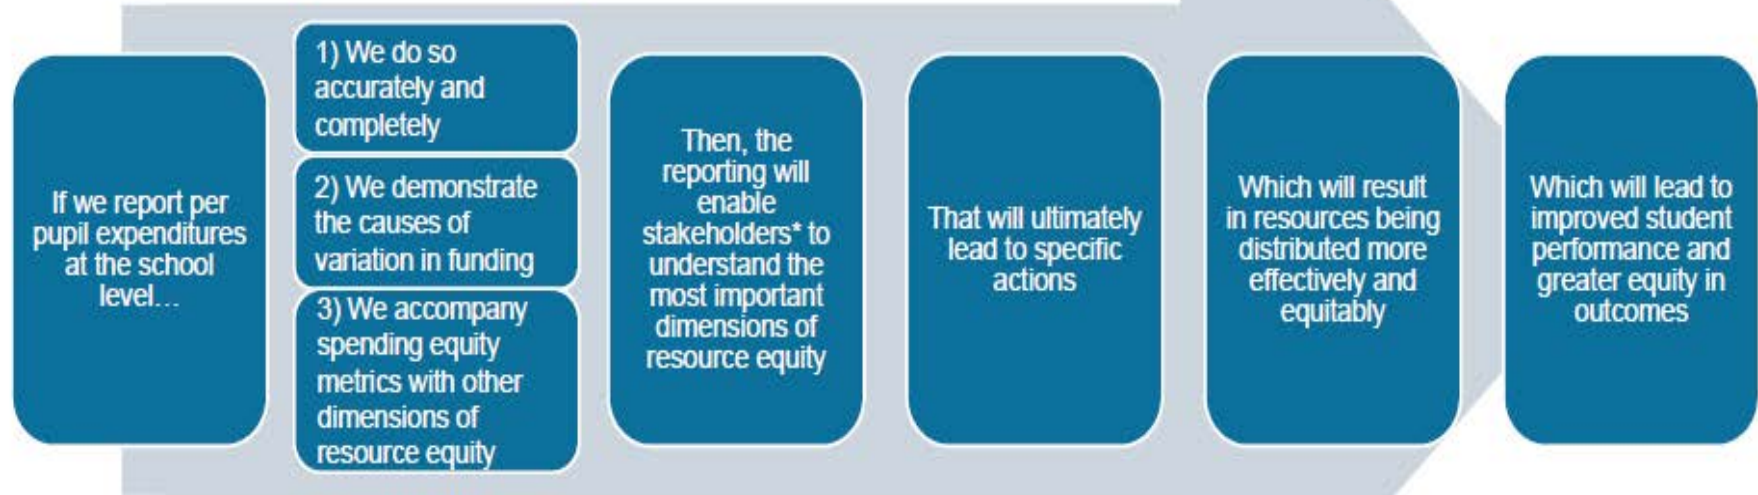 If we report per
pupil expenditures
at the school
level…
1) We do so
accurately and
completely
2) We demonstrate
the causes of
variation in funding
3) We accompany
spending equity
metrics with other
dimensions of
resource equity
Then, the
reporting will
enable
stakeholders* to
understand the
most important
dimensions of
resource equity
That will ultimately
lead to specific
actions
Which will result
in resources being
distributed more
effectively and
equitably
Which will lead to
improved student
performance and
greater equity in
outcomes